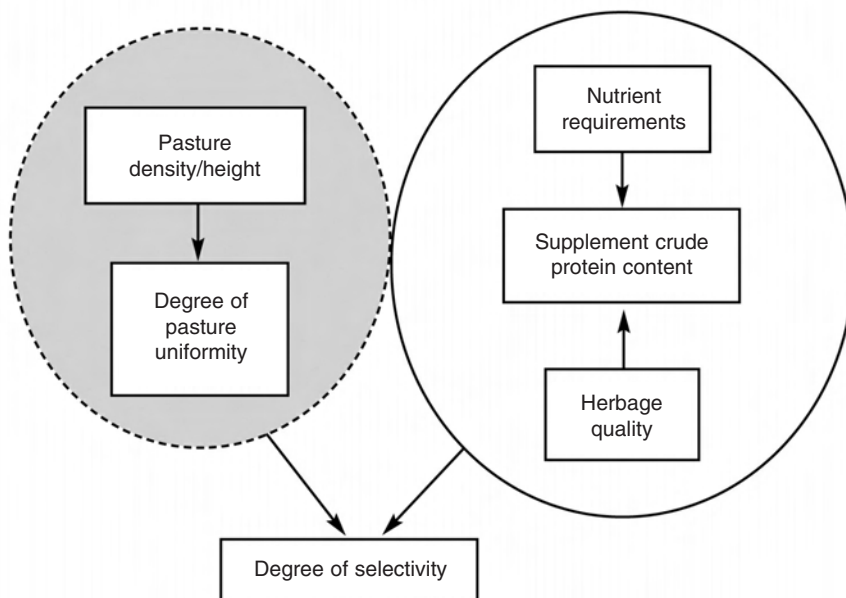 Pasture
density/height
Degree of
pasture
uniformity
Nutrient
requirements
Supplement crude
protein content
Herbage
quality
Degree of selectivity